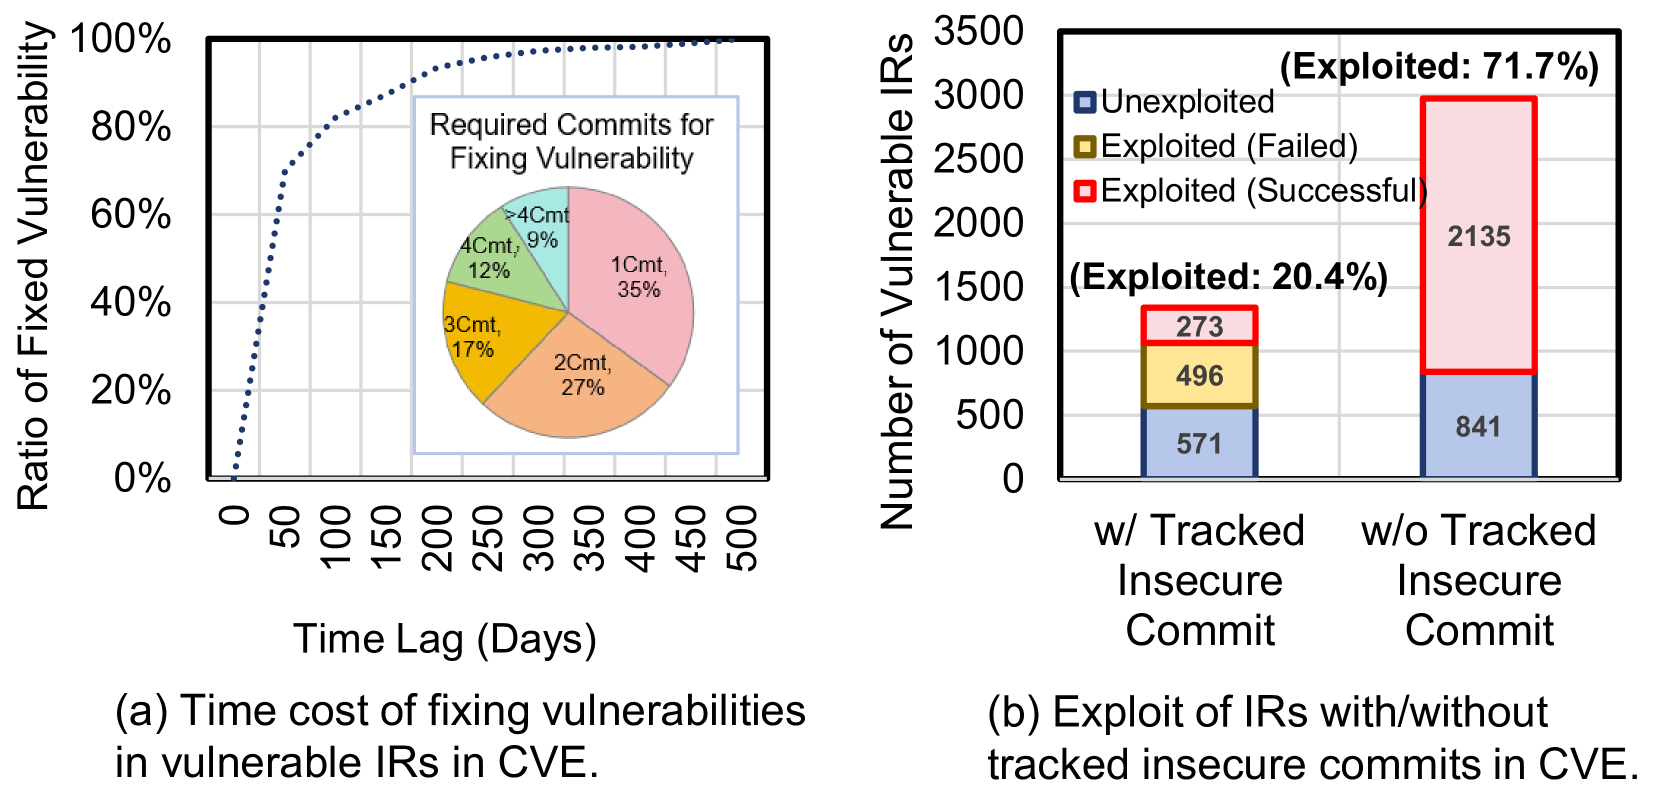 Ratio of Fixed Vulnerability
100%
80%
60%
40%
20%
0%
Required Commits for
Fixing Vulnerability
>4Cmt
9%
4Cmt,
12%
1Cmt,
35%
3Cmt,
17%
2Cmt,
27%
0
50
100
150
200
250
300
350
400
450
500
Time Lag (Days)
(a) Time cost of fixing vulnerabilities
in vulnerable IRs in CVE.
Number of Vulnerable IRs
3500
3000
2500
2000
1500
1000
500
0
(Exploited: 71.7%)
Unexploited
Exploited (Failed)
Exploited (Successful)
(Exploited: 20.4%)
273
496
571
2135
841
w/ Tracked
Insecure
Commit
w/o Tracked
Insecure
Commit
(b) Exploit of IRs with/without
tracked insecure commits in CVE.